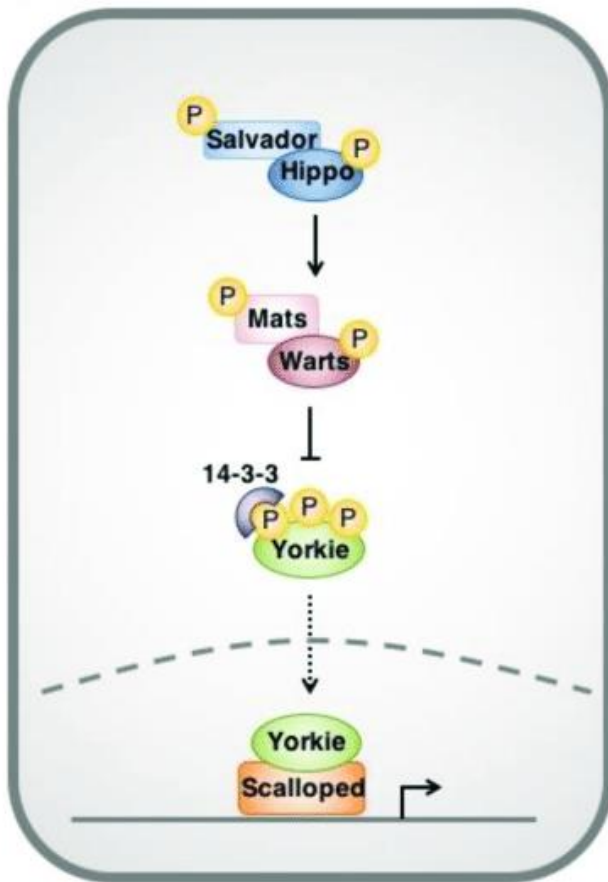 P
Salvador
P
Hippo
P
Mats
P
Warts
14-3-3
P P P
Yorkie
Yorkie
Scalloped